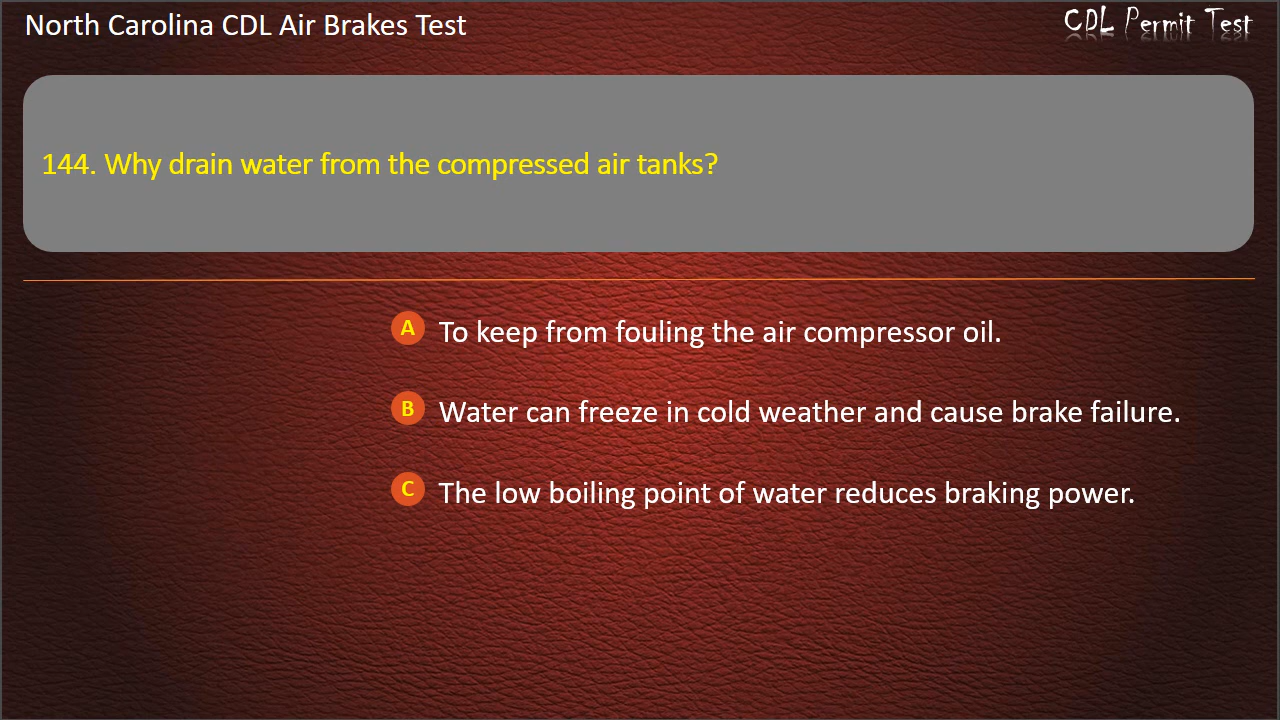 North Carolina CDL Air Brakes Test
CDL Permit Test
144. Why drain water from the compressed air tanks?
A To keep from fouling the air compressor oil.
B Water can freeze in cold weather and cause brake failure.
C The low boiling point of water reduces braking power.